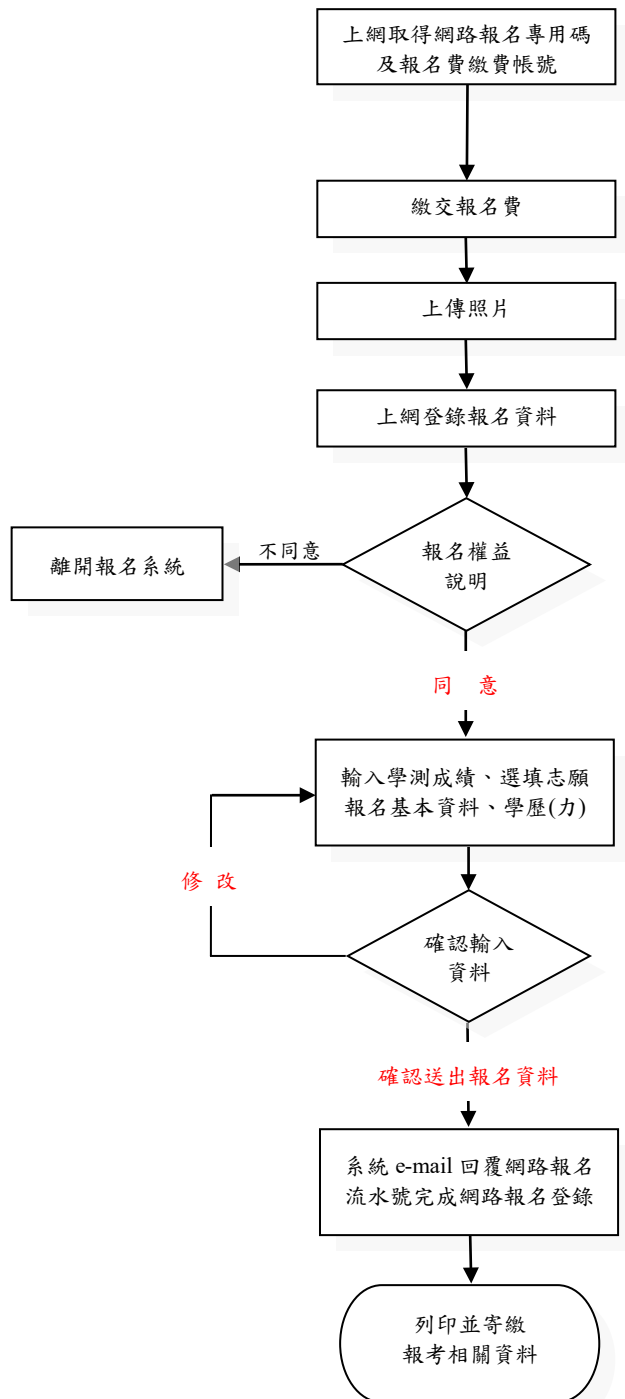 上網取得網路報名專用碼
及報名費繳費帳號
繳交報名費
上傳照片
上網登錄報名資料
報名權益
說明
不同意
離開報名系統
同 意
輸入學測成績、選填志願
報名基本資料、學歷(力)
修 改
確認輸入
資料
確認送出報名資料
系統 e-mail 回覆網路報名
流水號完成網路報名登錄
列印並寄繳
報考相關資料